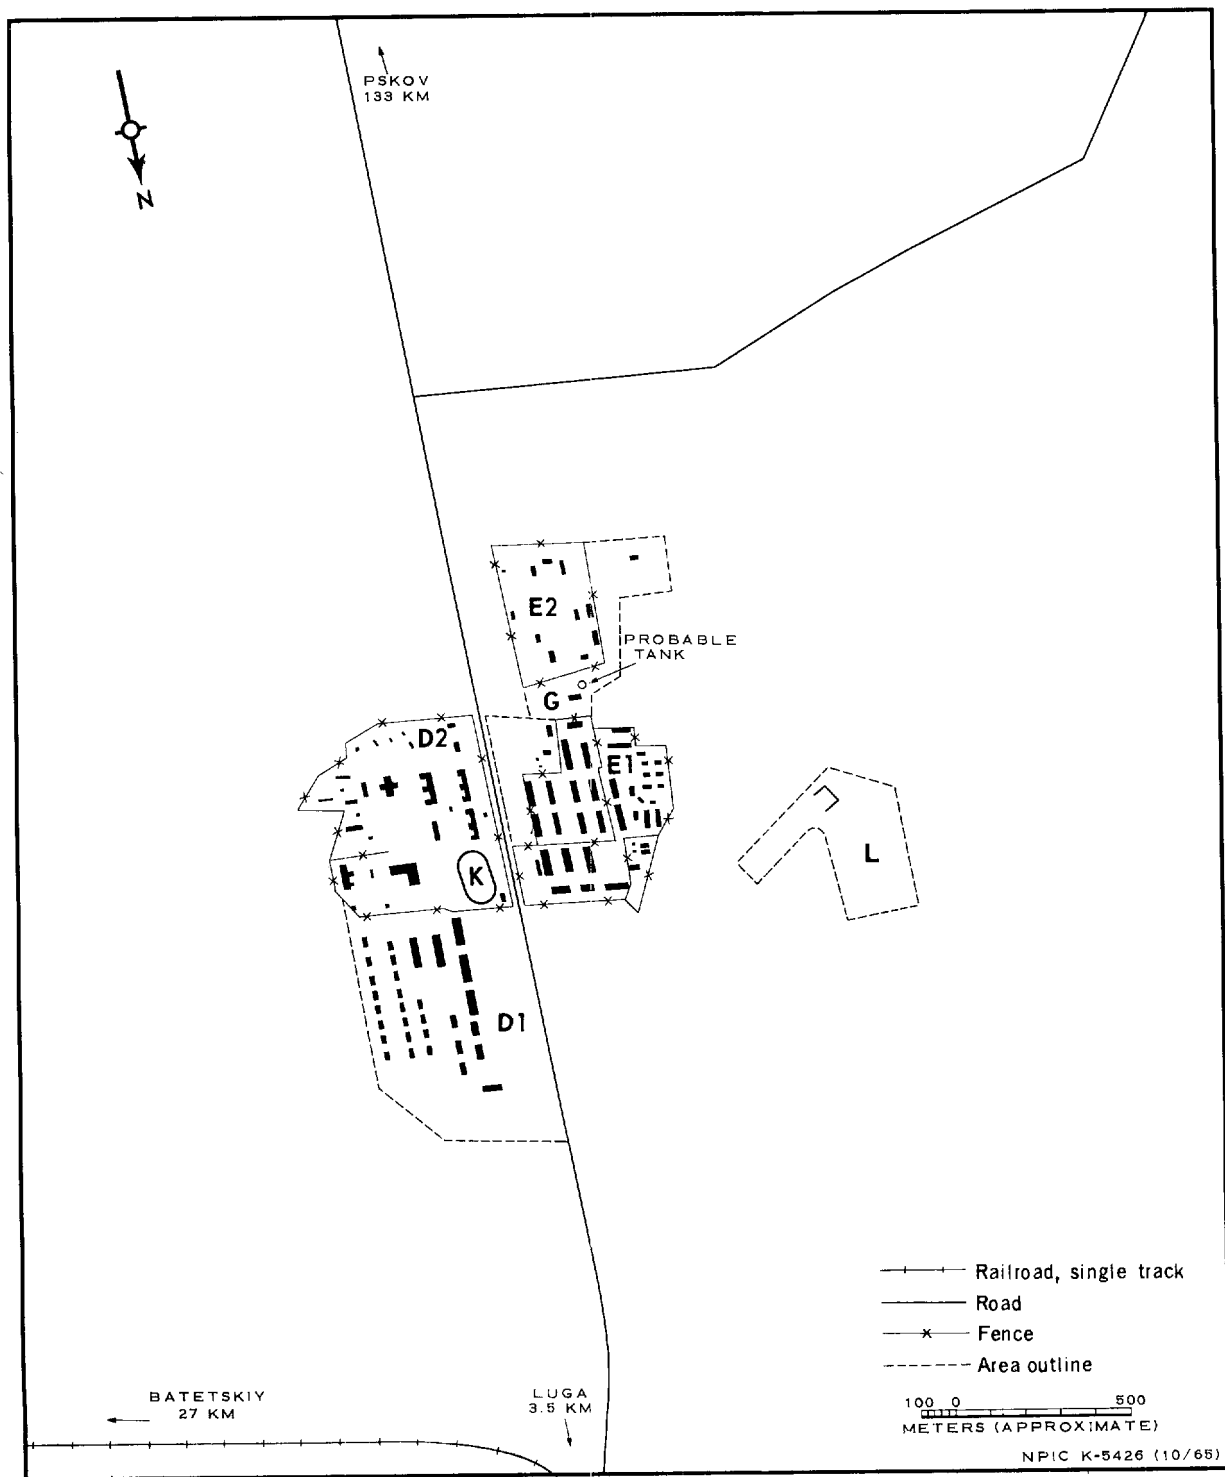 PSKOV
133 KM
N
E2
PROBABLE
TANK
G
D2
E1
K
L
D1
Railroad, single track
Road
Fence
Area outline
BATETSKIY
27 KM
LUGA
3.5 KM
100 0 500
METERS (APPROXIMATE)
NPIC K-5426 (10/65)